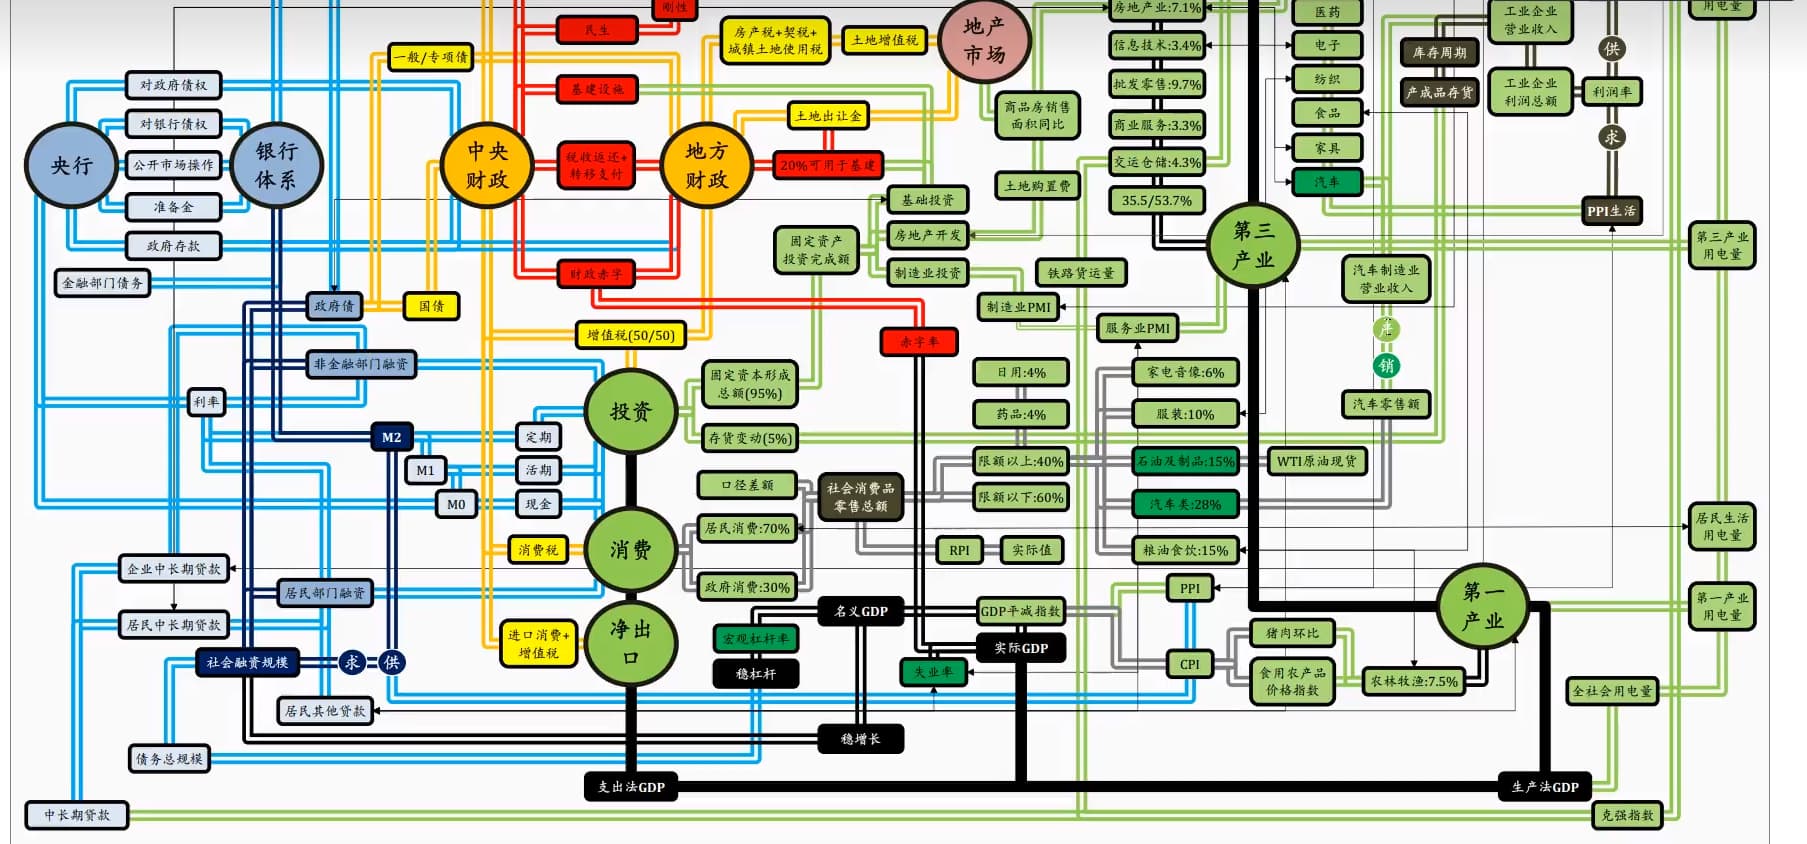 刚性
民生
房产税+契税+
城镇土地使用税
土地增值税
地产
市场
房地产业:7.1%
医药
工业企业
营业收入
用电量
一般/专项债
信息技术:3.4%
电子
库存周期
供
对政府债权
基建设施
批发零售:9.7%
纺织
产成品存货
工业企业
利润总额
利润率
对银行债权
土地出让金
商品房销售
面积同比
商业服务:3.3%
食品
求
央行
公开市场操作
银行
体系
中央
财政
税收返还+
转移支付
地方
财政
20%可用于基建
交运仓储:4.3%
家具
准备金
基础投资
土地购置费
35.5/53.7%
汽车
PPI生活
政府存款
固定资产
投资完成额
房地产开发
第三
产业
第三产业
用电量
金融部门债务
财政赤字
制造业投资
铁路货运量
汽车制造业
营业收入
政府债
国债
制造业PMI
服务业PMI
产
增值税(50/50)
赤字率
销
非金融部门融资
固定资本形成
总额(95%)
日用:4%
家电音像:6%
利率
投资
药品:4%
服装:10%
汽车零售额
M2
定期
存货变动(5%)
M1
活期
限额以上:40%
石油及制品:15%
WTI原油现货
M0
现金
口径差额
社会消费品
零售总额
限额以下:60%
汽车类:28%
居民消费:70%
居民生活
用电量
消费税
消费
RPI
实际值
粮油食饮:15%
企业中长期贷款
政府消费:30%
PPI
第一
产业
第一产业
用电量
居民部门融资
名义GDP
GDP平减指数
居民中长期贷款
进口消费+
增值税
净出
口
宏观杠杆率
实际GDP
猪肉环比
社会融资规模
求
供
稳杠杆
失业率
CPI
食用农产品
价格指数
农林牧渔:7.5%
全社会用电量
居民其他贷款
稳增长
债务总规模
支出法GDP
生产法GDP
中长期贷款
克强指数